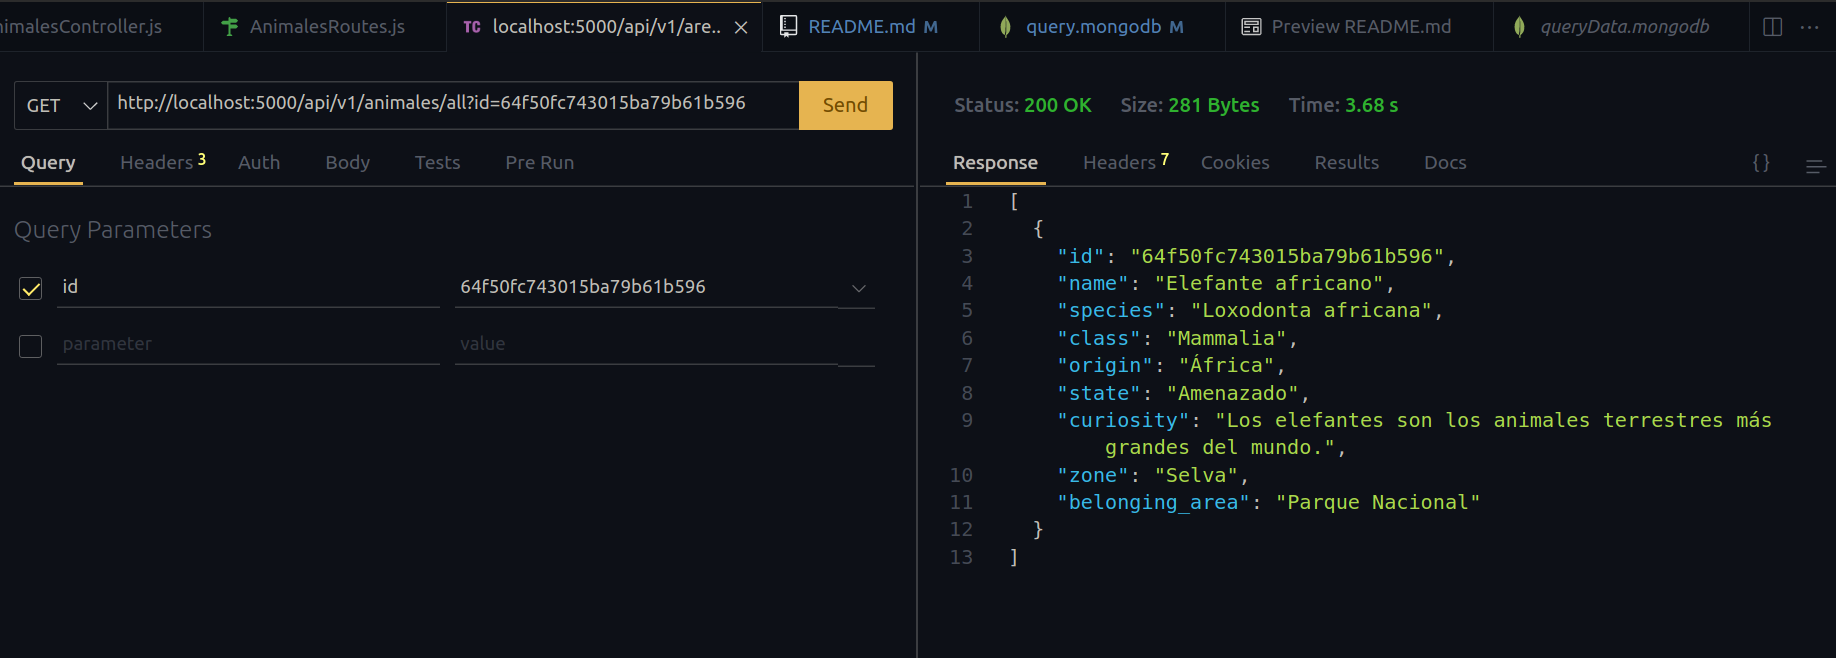 nimalesController.js
AnimalesRoutes.js
TC localhost:5000/api/v1/are..
README.md M
query.mongodb M
Preview README.md
queryData.mongodb
GET
http://localhost:5000/api/v1/animales/all?id=64f50fc743015ba79b61b596
Send
Query
Headers 3
Auth
Body
Tests
Pre Run
Query Parameters
id
64f50fc743015ba79b61b596
parameter
value
Status: 200 OK
Size: 281 Bytes
Time: 3.68 s
Response
Headers 7
Cookies
Results
Docs
{}
1 [
2 {
3 "id": "64f50fc743015ba79b61b596",
4 "name": "Elefante africano",
5 "species": "Loxodonta africana",
6 "class": "Mammalia",
7 "origin": "África",
8 "state": "Amenazado",
9 "curiosity": "Los elefantes son los animales terrestres más
grandes del mundo.",
10 "zone": "Selva",
11 "belonging_area": "Parque Nacional"
12 }
13 ]